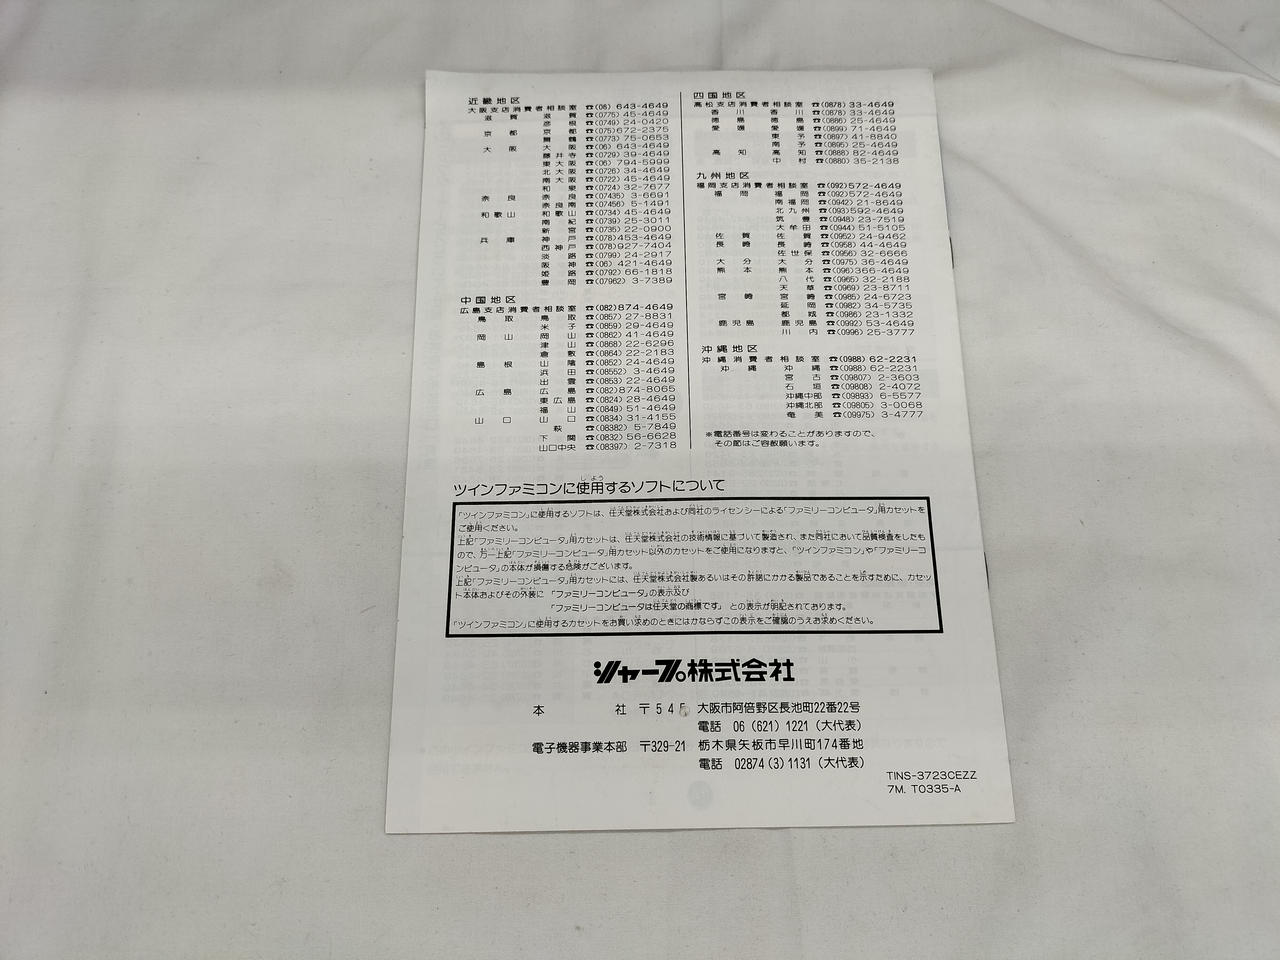 近畿地区
大阪支店消費者相談室 ☎(06) 643-4649
滋賀 滋賀 ☎(0775) 45-4649
彦根 ☎(0749) 24-0420
京都 京都 ☎(075)672-2375
舞鶴 ☎(0773) 75-0653
大阪 大阪 ☎(06) 643-4649
藤井寺 ☎(0729) 39-4649
東大阪 ☎(06) 794-5999
北大阪 ☎(0726) 34-4649
南大阪 ☎(0722) 45-4649
和泉 ☎(0724) 32-7677
奈良 奈良 ☎(07435) 3-6691
奈良南 ☎(07456) 5-1491
和歌山 和歌山 ☎(0734) 45-4649
南紀 ☎(0739) 25-3011
新宮 ☎(0735) 22-0900
兵庫 神戸 ☎(078)453-4649
西神戸 ☎(078)927-7404
淡路 ☎(0799) 24-2917
阪神 ☎(06) 421-4649
姫路 ☎(0792) 66-1818
豊岡 ☎(07962) 3-7389
中国地区
広島支店消費者相談室 ☎(082)874-4649
鳥取 鳥取 ☎(0857) 27-8831
米子 ☎(0859) 29-4649
岡山 岡山 ☎(0862) 41-4649
津山 ☎(0868) 22-6296
倉敷 ☎(0864) 22-2183
島根 山陰 ☎(0852) 24-4649
浜田 ☎(08552) 3-4649
出雲 ☎(0853) 22-4649
広島 広島 ☎(082)874-8065
東広島 ☎(0824) 28-4649
福山 ☎(0849) 51-4649
山口 山口 ☎(0834) 31-4155
萩 ☎(08382) 5-7849
下関 ☎(0832) 56-6628
山口中央 ☎(08397) 2-7318
四国地区
高松支店消費者相談室 ☎(0878) 33-4649
香川 香川 ☎(0878) 33-4649
徳島 徳島 ☎(0886) 25-4649
愛媛 愛媛 ☎(0899) 71-4649
東予 ☎(0897) 41-8840
南予 ☎(0895) 25-4649
高知 高知 ☎(0888) 82-4649
中村 ☎(0880) 35-2138
九州地区
福岡支店消費者相談室 ☎(092)572-4649
福岡 福岡 ☎(092)572-4649
南福岡 ☎(0942) 21-8649
北九州 ☎(093)592-4649
筑豊 ☎(0948) 23-7519
大牟田 ☎(0944) 51-5105
佐賀 佐賀 ☎(0952) 24-9462
長崎 長崎 ☎(0958) 44-4649
佐世保 ☎(0956) 32-6666
大分 大分 ☎(0975) 36-4649
熊本 熊本 ☎(096)366-4649
八代 ☎(0965) 32-2188
天草 ☎(0969) 23-8711
宮崎 宮崎 ☎(0985) 24-6723
延岡 ☎(0982) 34-5735
都城 ☎(0986) 23-1332
鹿児島 鹿児島 ☎(0992) 53-4649
川内 ☎(0996) 25-3777
沖縄地区
沖縄消費者相談室 ☎(0988) 62-2231
沖縄 沖縄 ☎(0988) 62-2231
宮古 ☎(09807) 2-3603
石垣 ☎(09808) 2-4072
沖縄中部 ☎(09893) 6-5577
沖縄北部 ☎(09805) 3-0068
奄美 ☎(09975) 3-4777
※電話番号は変わることがありますので、
その節はご容赦願います。
ツインファミコンに使用するソフトについて
「ツインファミコン」に使用するソフトは、任天堂株式会社および同社のライセンシーによる「ファミリーコンピュータ」用カセットを
ご使用ください。
上記「ファミリーコンピュータ」用カセットは、任天堂株式会社の技術情報に基づいて製造され、また同社において品質検査をしたも
ので、万一上記「ファミリーコンピュータ」用カセット以外のカセットをご使用になりますと、「ツインファミコン」や「ファミリーコン
ピュータ」の本体が損傷する危険がございます。
上記「ファミリーコンピュータ」用カセットには、任天堂株式会社製あるいはその許諾にかかる製品であることを示すために、カセッ
ト本体およびその外装に 「ファミリーコンピュータ」の表示及び
「ファミリーコンピュータは任天堂の商標です」 との表示が明記されております。
「ツインファミコン」に使用するカセットをお買い求めのときにはかならずこの表示をご確認のうえお求めください。
シャープ株式会社
本社 〒545 大阪市阿倍野区長池町22番22号
電話 06 (621) 1221 (大代表)
電子機器事業本部 〒329-21 栃木県矢板市早川町174番地
電話 02874 (3) 1131 (大代表)
TINS-3723CEZZ
7M. T0335-A